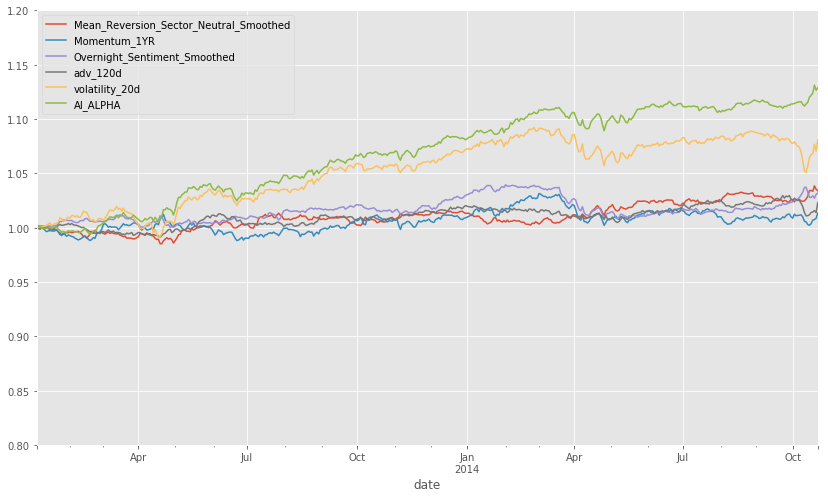 1.20
1.15
1.10
1.05
1.00
0.95
0.90
0.85
0.80
Mean_Reversion_Sector_Neutral_Smoothed
Momentum_1YR
Overnight_Sentiment_Smoothed
adv_120d
volatility_20d
AI_ALPHA
Apr Jul Oct Jan Apr Jul Oct
2014
date